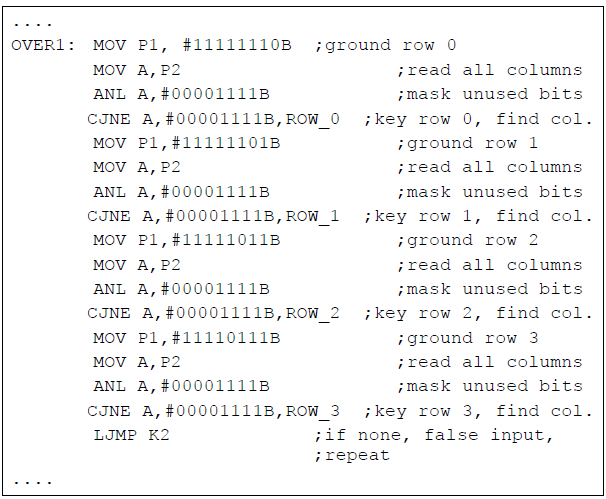 ....
OVER1: MOV P1, #11111110B ;ground row 0
MOV A,P2 ;read all columns
ANL A,#00001111B ;mask unused bits
CJNE A,#00001111B,ROW_0 ;key row 0, find col.
MOV P1,#11111101B ;ground row 1
MOV A,P2 ;read all columns
ANL A,#00001111B ;mask unused bits
CJNE A,#00001111B,ROW_1 ;key row 1, find col.
MOV P1,#11111011B ;ground row 2
MOV A,P2 ;read all columns
ANL A,#00001111B ;mask unused bits
CJNE A,#00001111B,ROW_2 ;key row 2, find col.
MOV P1,#11110111B ;ground row 3
MOV A,P2 ;read all columns
ANL A,#00001111B ;mask unused bits
CJNE A,#00001111B,ROW_3 ;key row 3, find col.
LJMP K2 ;if none, false input,
;repeat
....